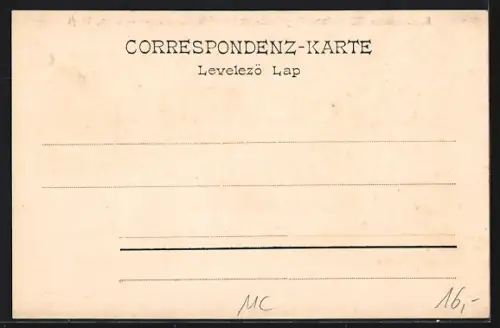 CORRESPONDENZ-KARTE
Levelezö Lap
MC
16,-